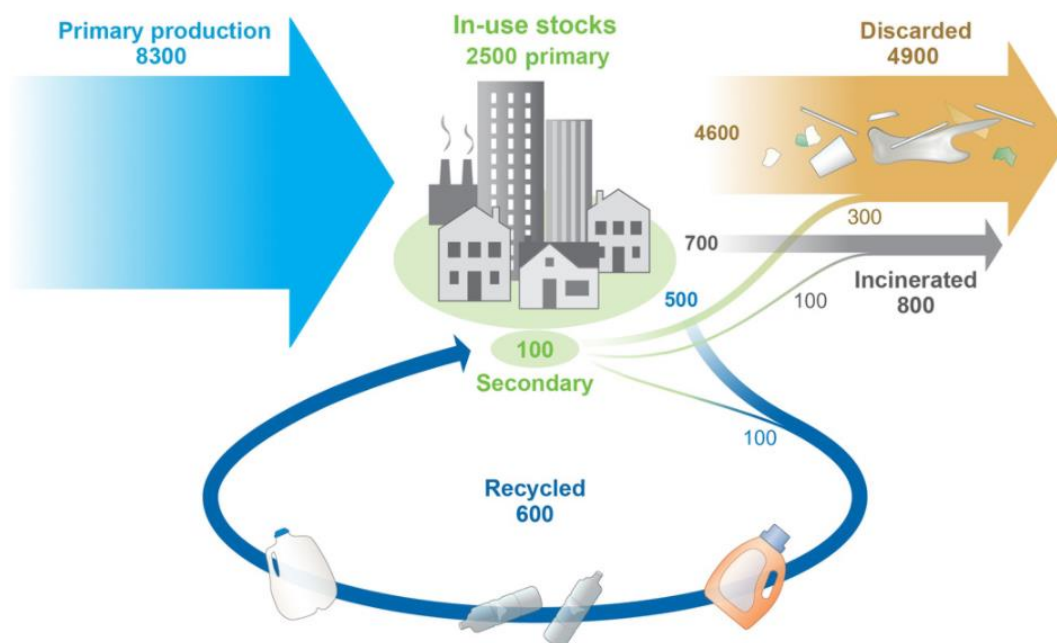 Primary production
8300
In-use stocks
2500 primary
Discarded
4900
4600
300
700
Incinerated
800
500
100
100
Secondary
100
Recycled
600